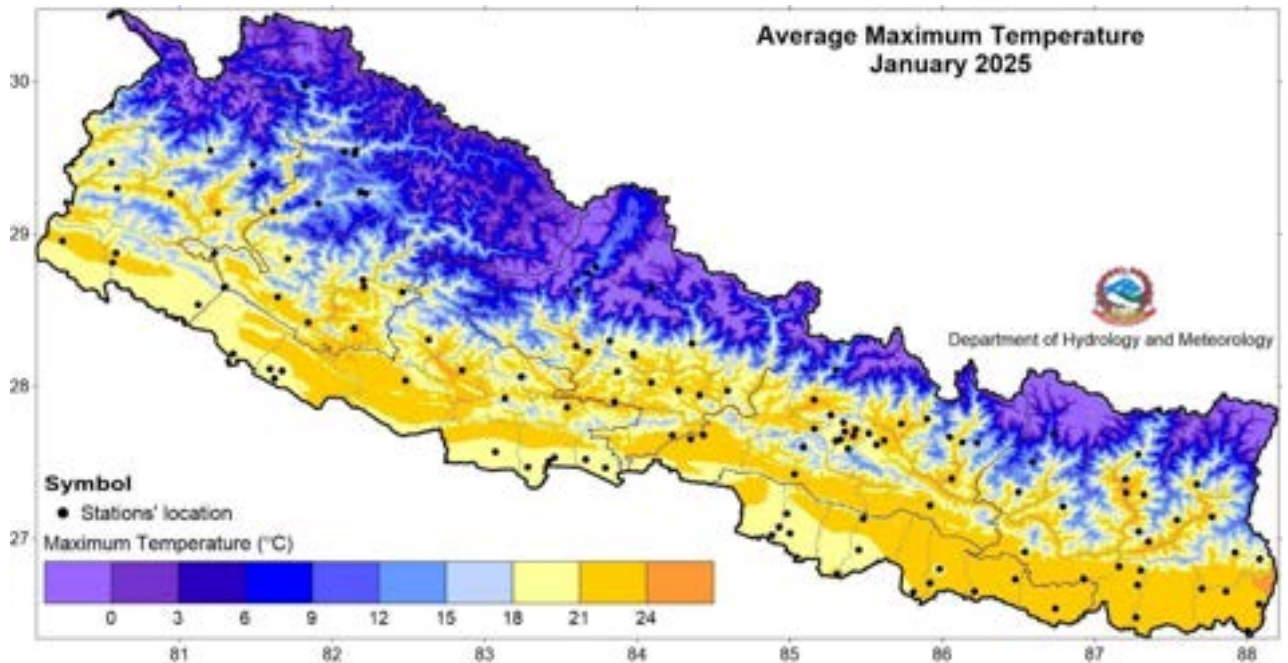 Average Maximum Temperature
January 2025
30
29
28
27
Department of Hydrology and Meteorology
Symbol
Stations' location
Maximum Temperature (°C)
0 3 6 9 12 15 18 21 24
81 82 83 84 85 86 87 88